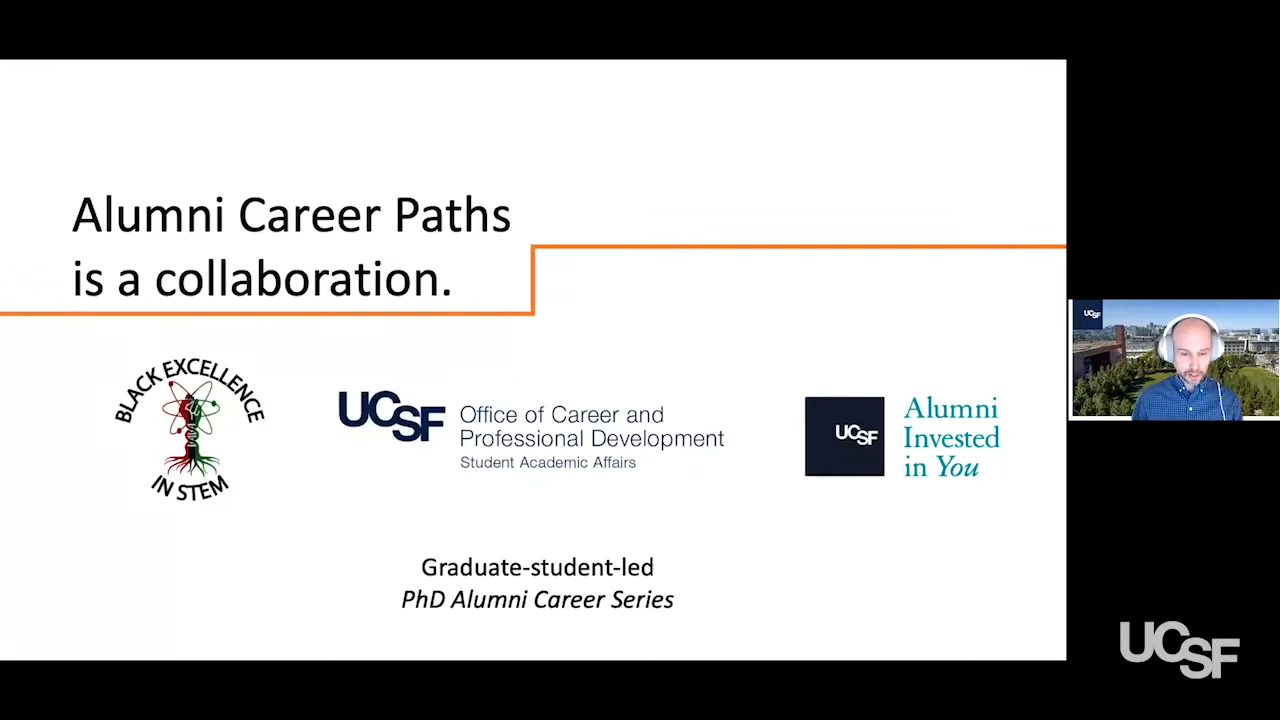 Alumni Career Paths
is a collaboration.
BLACK EXCELLENCE
IN STEM
UCSF
Office of Career and
Professional Development
Student Academic Affairs
UCSF
Alumni
Invested
in You
Graduate-student-led
PhD Alumni Career Series
UCSF
UCSF